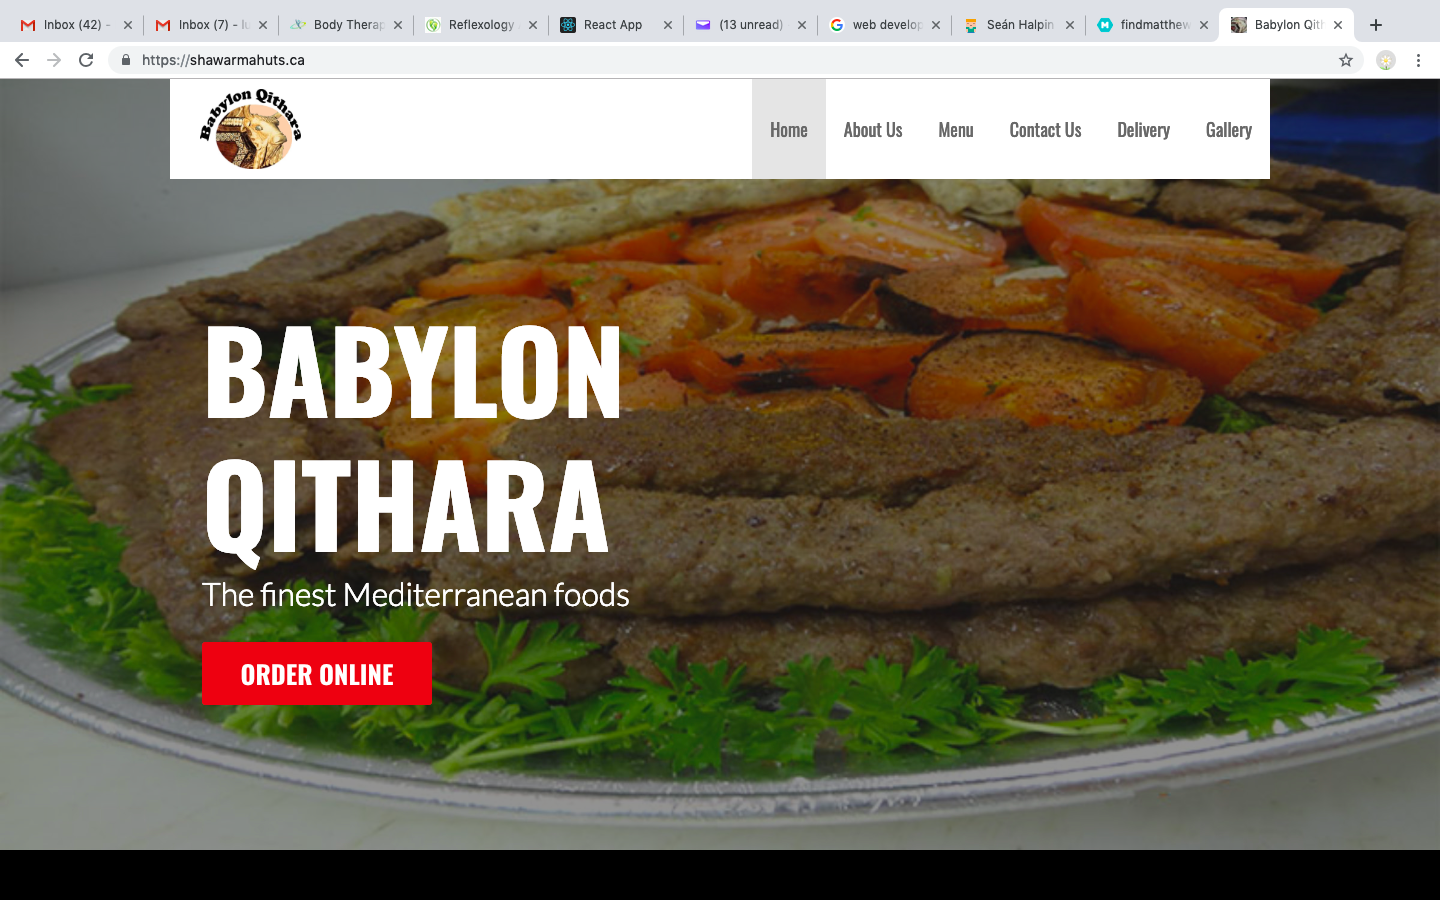 Inbox (42) -
Inbox (7) - lu
Body Therap
Reflexology
React App
(13 unread)
web develop
Seán Halpin
findmatthew
Babylon Qith
https://shawarmahuts.ca
Babylon Qithara
Home
About Us
Menu
Contact Us
Delivery
Gallery
BABYLON
QITHARA
The finest Mediterranean foods
ORDER ONLINE